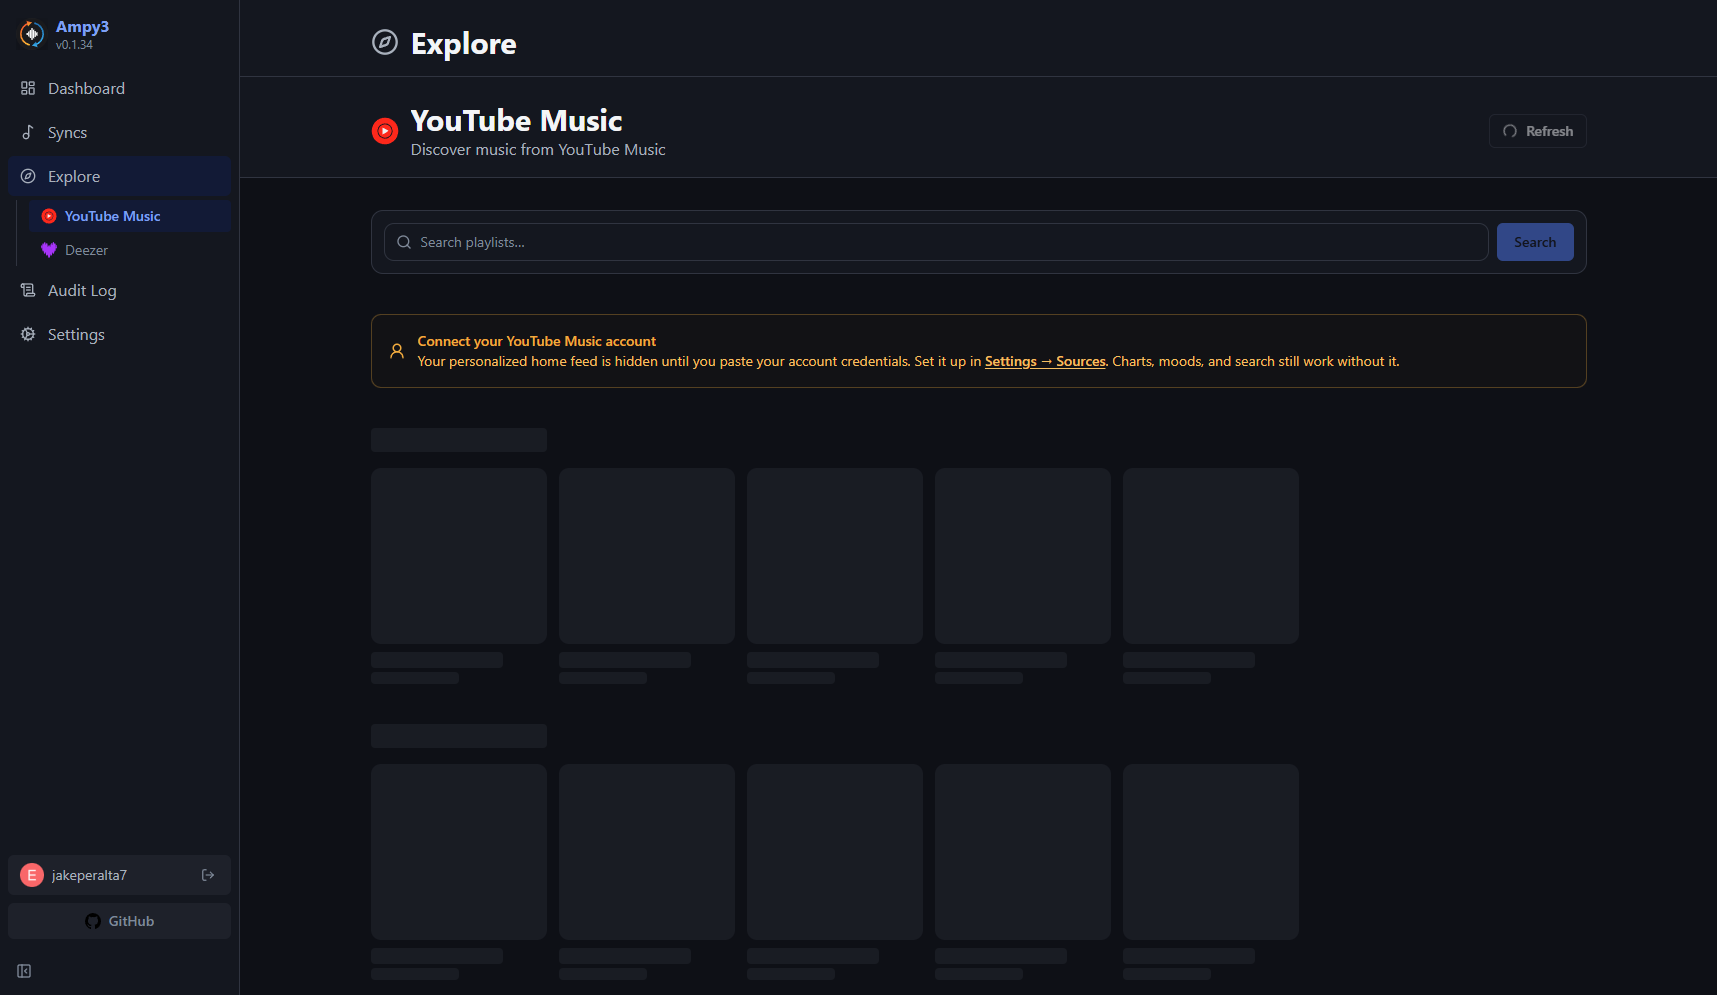 Ampy3
v0.1.34
Dashboard
Syncs
Explore
YouTube Music
Deezer
Audit Log
Settings
E jakeperalta7
GitHub
Explore
YouTube Music
Discover music from YouTube Music
Refresh
Search playlists...
Search
Connect your YouTube Music account
Your personalized home feed is hidden until you paste your account credentials. Set it up in Settings → Sources. Charts, moods, and search still work without it.